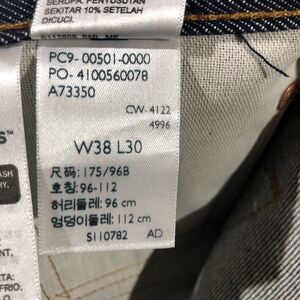 SERUPA. PENYUSUTAN
SEKITAR 10% SETELAH
DICUCI.
PC9- 00501-0000
PO- 4100560078
A73350
CW- 4122
4996
W38 L30
尺码: 175/96B
호칭: 96-112
허리둘레: 96 cm
엉덩이둘레: 112 cm
S110782 AD